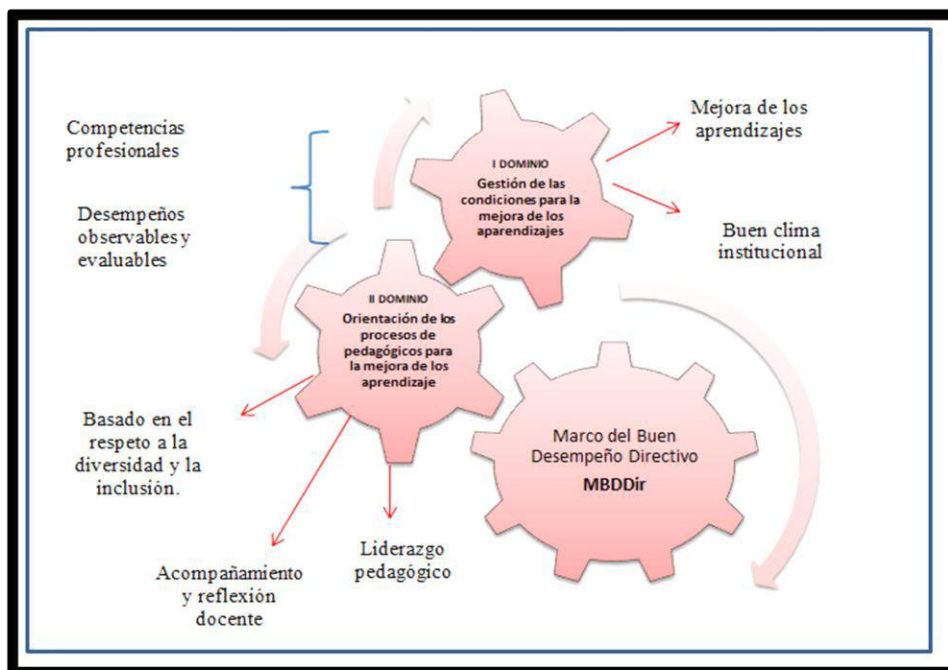 Competencias
profesionales
Desempeños
observables y
evaluables
I DOMINIO
Gestión de las
condiciones para la
mejora de los
aparendizajes
Mejora de los
aprendizajes
Buen clima
institucional
II DOMINIO
Orientación de los
procesos de
pedagógicos para
la mejora de los
aprendizaje
Basado en el
respeto a la
diversidad y la
inclusión.
Acompañamiento
y reflexión
docente
Liderazgo
pedagógico
Marco del Buen
Desempeño Directivo
MBDDir